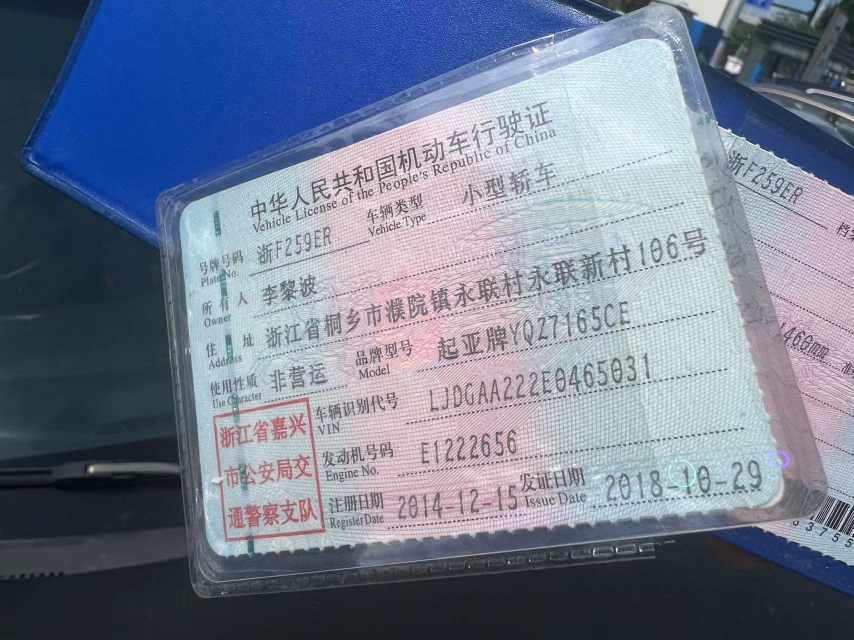 中华人民共和国机动车行驶证
Vehicle License of the People's Republic of China
号牌号码 浙F259ER 车辆类型 小型轿车
Plate No. Vehicle Type
所有人 李黎波
Owner
住址 浙江省桐乡市濮院镇永联村永联新村106号
Address
使用性质 非营运 品牌型号 起亚牌YQZ7165CE
Use Character Model
车辆识别代号 LJDGAA222E0465031
VIN
发动机号码 E1222656
Engine No.
注册日期 2014-12-15 发证日期 2018-10-29
Register Date Issue Date
浙江省嘉兴
市公安局交
通警察支队
浙F259ER
1460mm